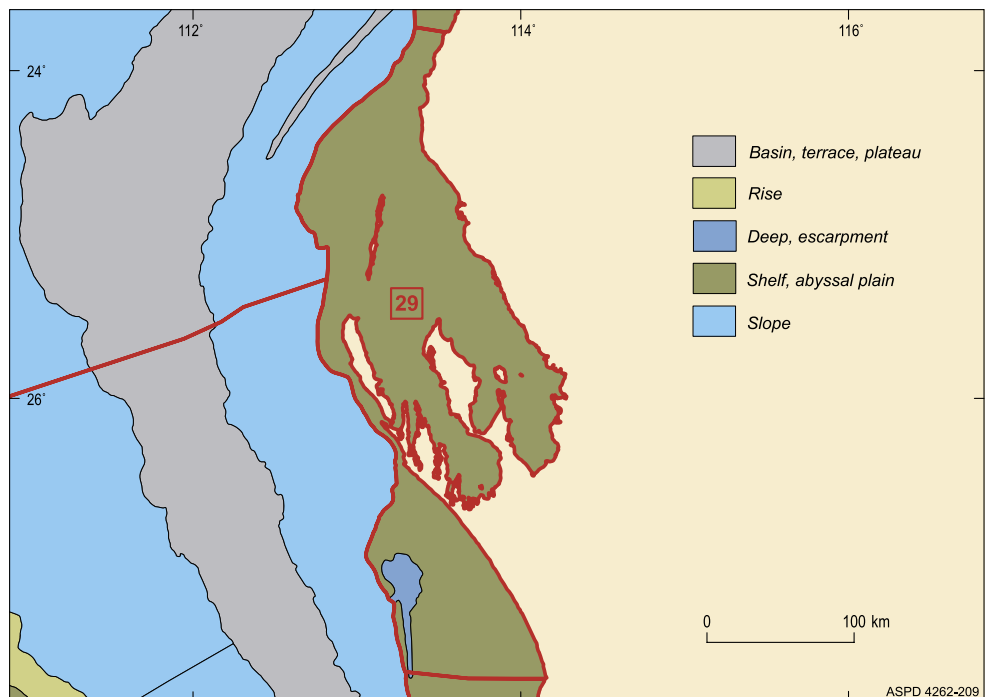 112°
114°
116°
24°
Basin, terrace, plateau
Rise
Deep, escarpment
Shelf, abyssal plain
29
Slope
26°
0
100 km
ASPD 4262-209